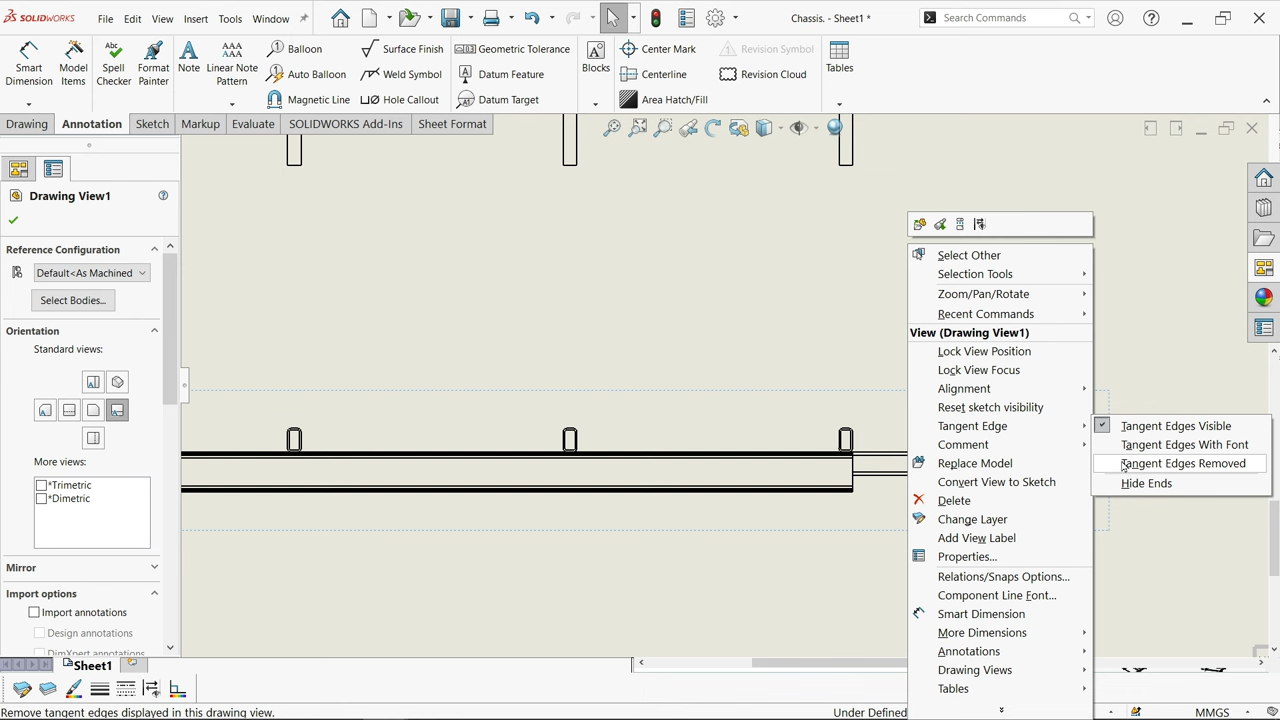 SOLIDWORKS File Edit View Insert Tools Window Chassis. - Sheet1 * Search Commands
Smart Dimension
Model Items
Spell Checker
Format Painter
Note
Linear Note Pattern
Balloon
Auto Balloon
Magnetic Line
Surface Finish
Weld Symbol
Hole Callout
Geometric Tolerance
Datum Feature
Datum Target
Blocks
Center Mark
Centerline
Area Hatch/Fill
Revision Symbol
Revision Cloud
Tables
Drawing Annotation Sketch Markup Evaluate SOLIDWORKS Add-Ins Sheet Format
Drawing View1
Reference Configuration
Default<As Machined
Select Bodies...
Orientation
Standard views:
More views:
*Trimetric
*Dimetric
Mirror
Import options
Import annotations
Design annotations
DimXpert annotations
Select Other
Selection Tools
Zoom/Pan/Rotate
Recent Commands
View (Drawing View1)
Lock View Position
Lock View Focus
Alignment
Reset sketch visibility
Tangent Edge
Comment
Replace Model
Convert View to Sketch
Delete
Change Layer
Add View Label
Properties...
Relations/Snaps Options...
Component Line Font...
Smart Dimension
More Dimensions
Annotations
Drawing Views
Tables
Tangent Edges Visible
Tangent Edges With Font
Tangent Edges Removed
Hide Ends
Sheet1
Remove tangent edges displayed in this drawing view. Under Defined MMGS